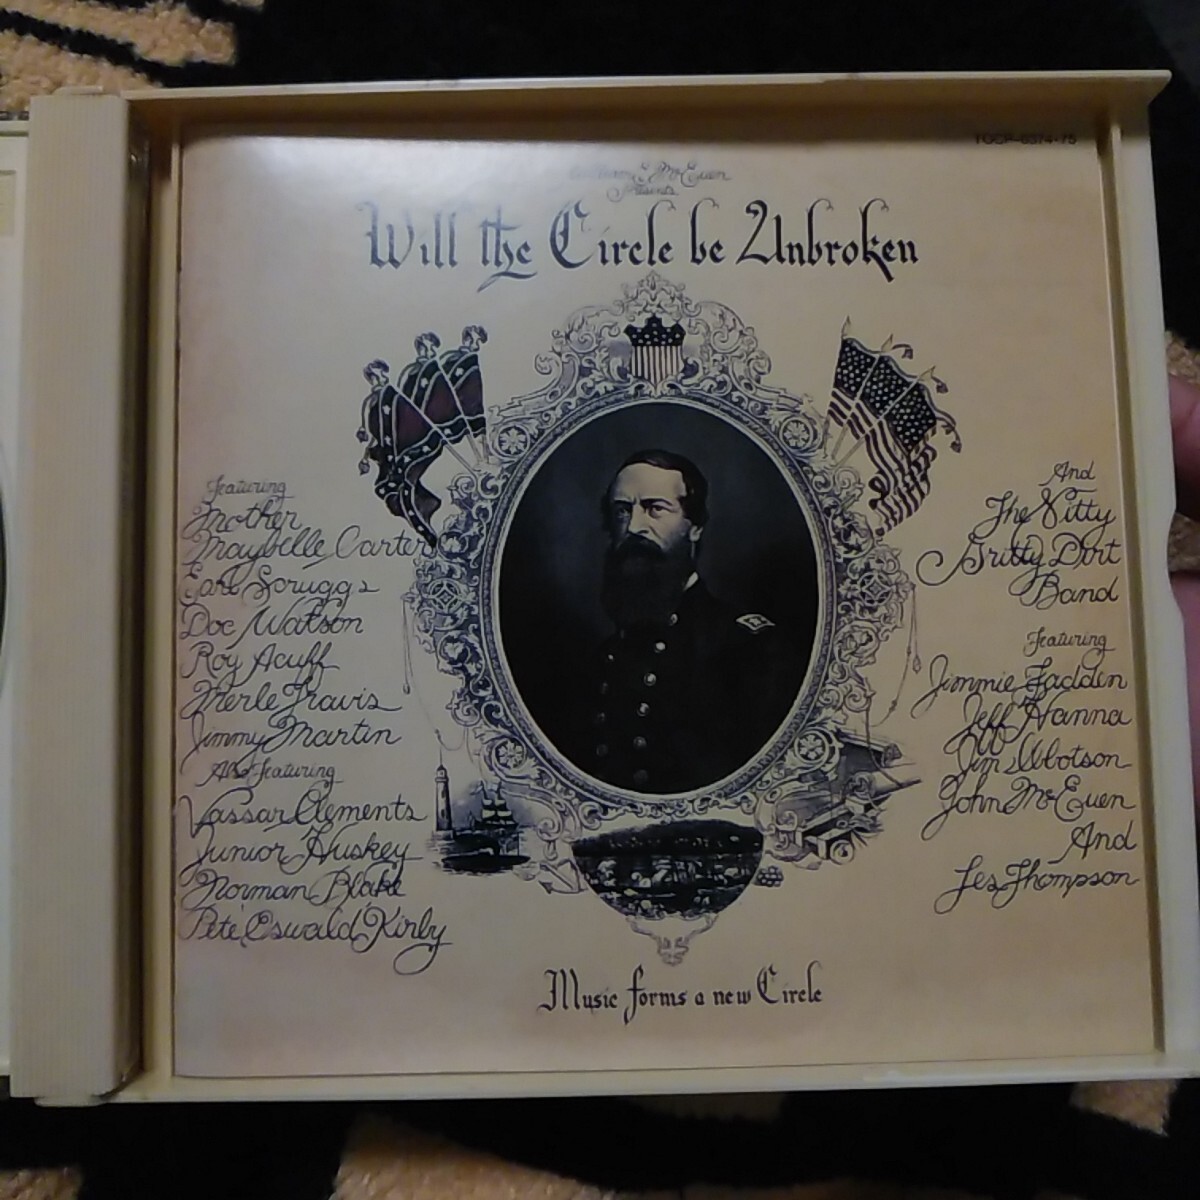 TOCP-6374・75
William E. McEuen
Presents
Will the Circle be Unbroken
featuring
Mother
Maybelle Carter
Earl Scruggs
Doc Watson
Roy Acuff
Merle Travis
Jimmy Martin
Also featuring
Vassar Clements
Junior Huskey
Norman Blake
Pete Oswald Kirby
And
The Nitty
Gritty Dirt
Band
featuring
Jimmie Fadden
Jeff Hanna
Jim Ibbotson
John McEuen
And
Les Thompson
Music forms a new Circle